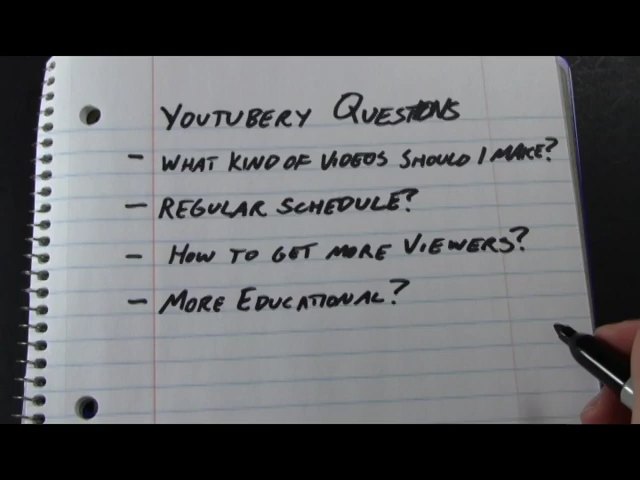 YOUTUBERY QUESTIONS
- WHAT KIND OF VIDEOS SHOULD I MAKE?
- REGULAR SCHEDULE?
- HOW TO GET MORE VIEWERS?
- MORE EDUCATIONAL?